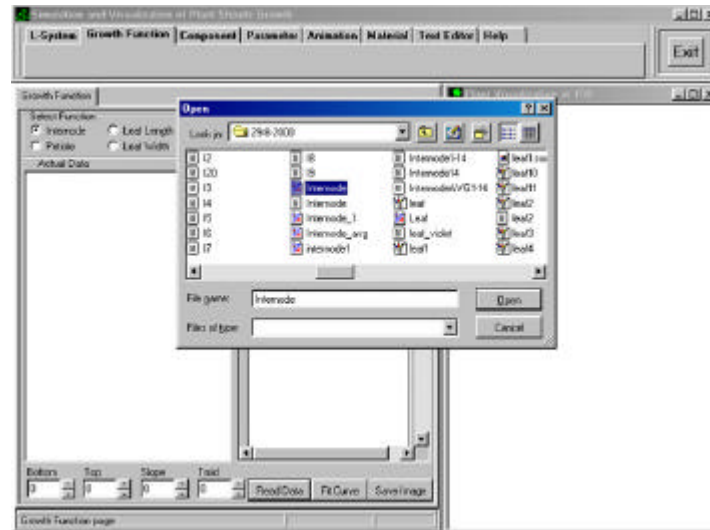 Simulation and Visualization of Plant Shoots Growth
L-System Growth Function Component Parameter Animation Material Text Editor Help
Exit
Growth Function
Select Function
Internode Leaf Length
Petiole Leaf Width
Actual Data
Open
Look in: 29-8-2000
I2 I8 Internode1-14 leaf1
I20 I9 Internode14 leaf10
I3 Internode InternodeAVG1-14 leaf11
I4 Internode leaf leaf2
I5 Internode_1 Leaf leaf2
I6 Internode_avg leaf_violet leaf3
I7 internode1 leaf1 leaf4
File name: Internode Open
Files of type: Cancel
Bottom Top Slope
0 0 0 0 Read Data Fit Curve Save Image
Growth Function page